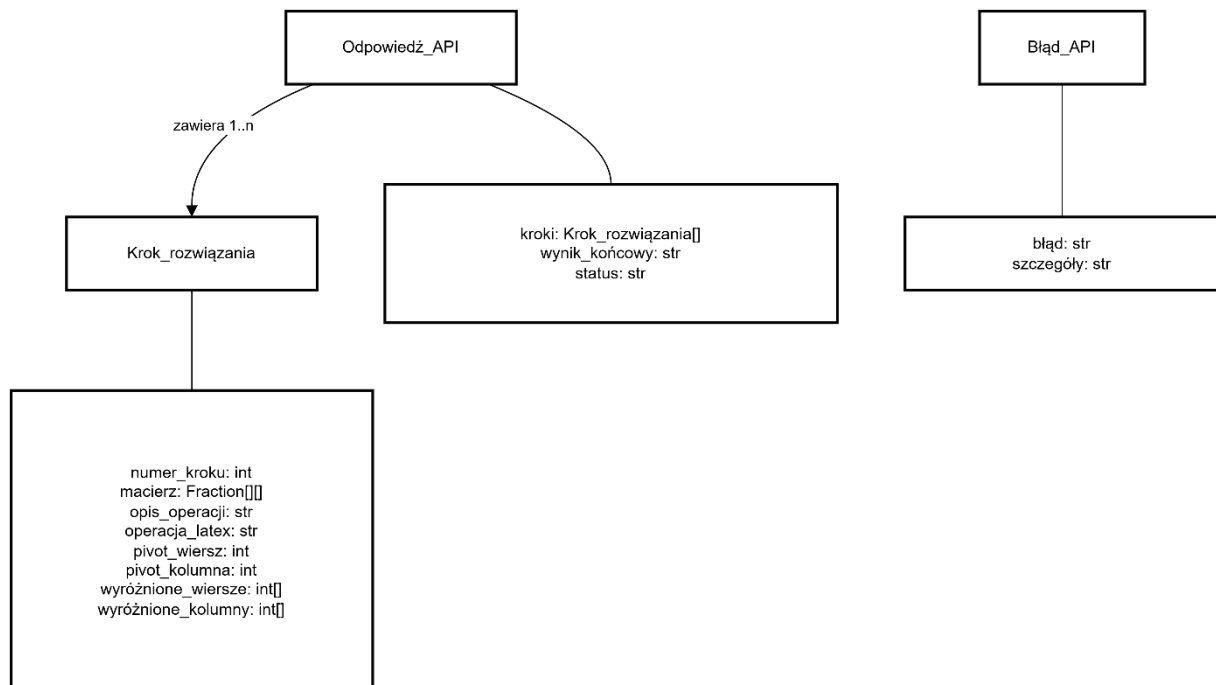 Odpowiedź_API
Błąd_API
zawiera 1..n
Krok_rozwiązania
kroki: Krok_rozwiązania[]
wynik_końcowy: str
status: str
błąd: str
szczegóły: str
numer_kroku: int
macierz: Fraction[][]
opis_operacji: str
operacja_latex: str
pivot_wiersz: int
pivot_kolumna: int
wyróżnione_wiersze: int[]
wyróżnione_kolumny: int[]